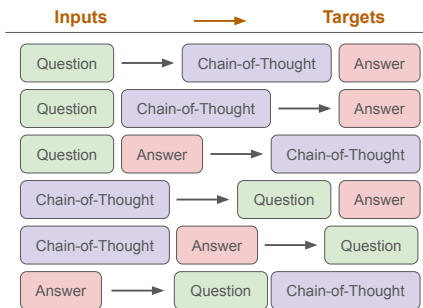 Inputs Targets
Question Chain-of-Thought Answer
Question Chain-of-Thought Answer
Question Answer Chain-of-Thought
Chain-of-Thought Question Answer
Chain-of-Thought Answer Question
Answer Question Chain-of-Thought